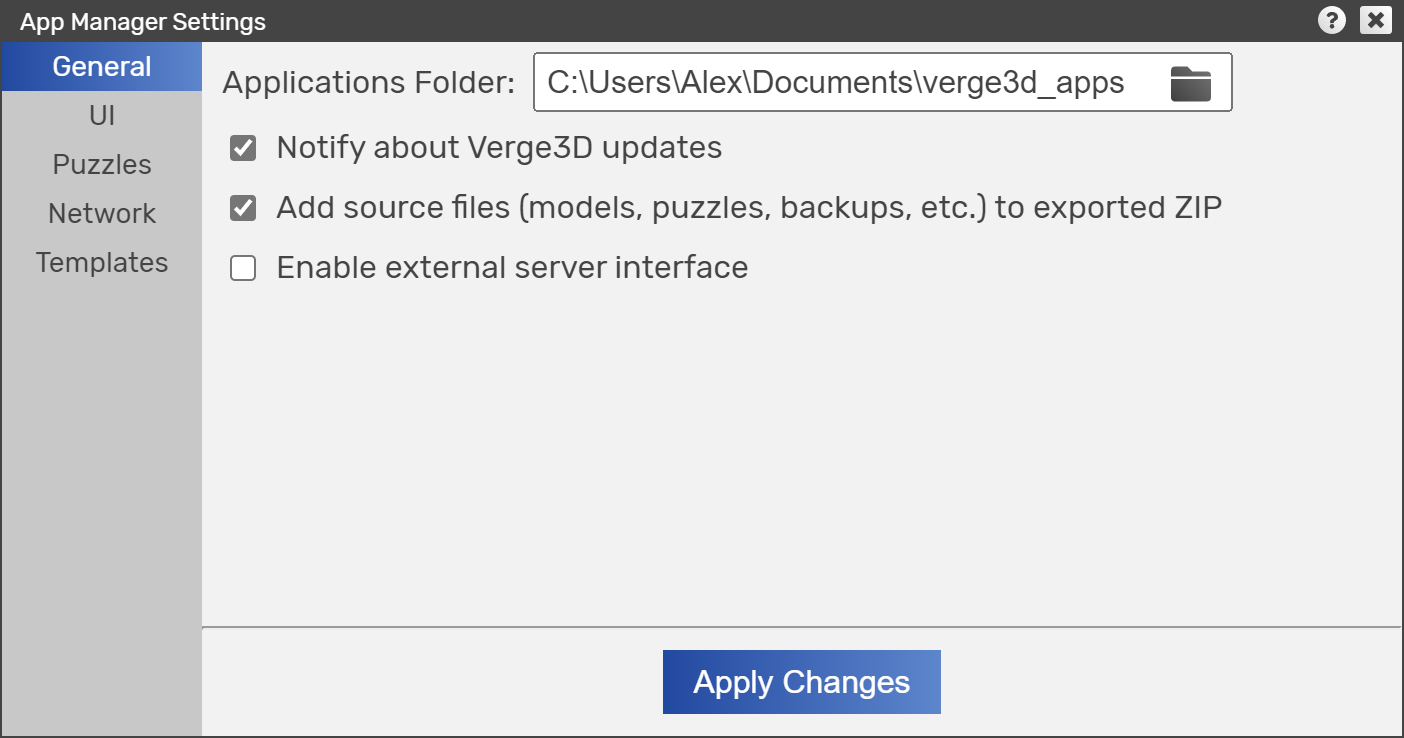 App Manager Settings
?
General
UI
Puzzles
Network
Templates
Applications Folder: C:\Users\Alex\Documents\verge3d_apps
Notify about Verge3D updates
Add source files (models, puzzles, backups, etc.) to exported ZIP
Enable external server interface
Apply Changes